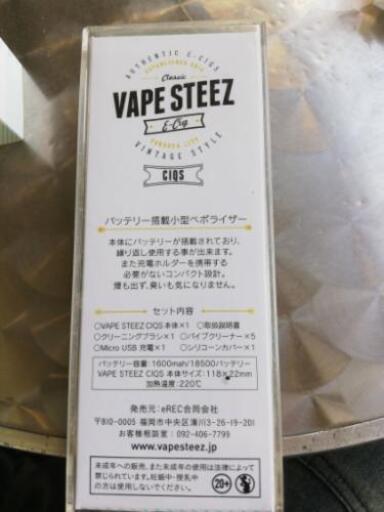 AUTHENTIC E-CIGS
ESTABLISHED 2014
Classic
VAPE STEEZ
E-Cig
FUKUOKA CITY
VINTAGE STYLE
CIQS
バッテリー搭載小型ベポライザー
本体にバッテリーが搭載されており、
繰り返し使用する事が出来ます。
また充電ホルダーを携帯する
必要がないコンパクト設計。
煙も出ず、臭いも気になりません。
セット内容
○VAPE STEEZ CIQS 本体×1 ○取扱説明書
○クリーニングブラシ×1 ○パイプクリーナー×5
○Micro USB 充電×1 ○シリコーンカバー×1
バッテリー容量:1600mah/18500バッテリー
VAPE STEEZ CIQS 本体サイズ:118×22mm
加熱温度:220℃
発売元:eREC合同会社
〒810-0005 福岡市中央区清川3-26-19-201
お客様相談室：092-406-7799
www.vapesteez.jp
未成年への販売、また未成年の使用は法律によって
禁じられています。妊娠中・授乳中
の方は使用しないでください。
20+